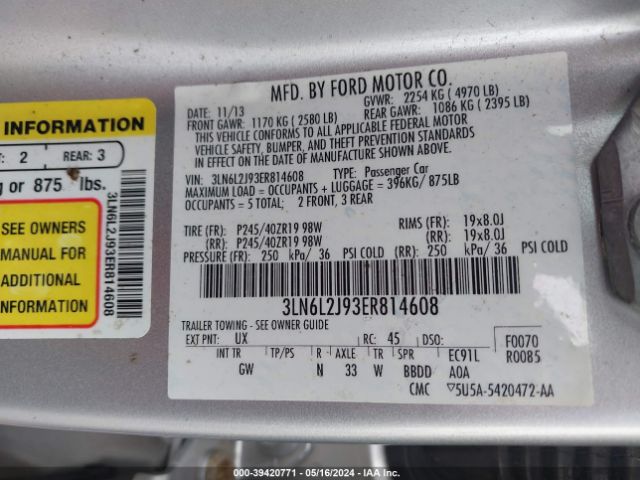 INFORMATION
2 REAR: 3
or 875 lbs.
SEE OWNERS
MANUAL FOR
ADDITIONAL
INFORMATION
3LN6L2J93ER814608
MFD. BY FORD MOTOR CO.
DATE: 11/13 GVWR: 2254 KG ( 4970 LB)
FRONT GAWR: 1170 KG ( 2580 LB) REAR GAWR: 1086 KG ( 2395 LB)
THIS VEHICLE CONFORMS TO ALL APPLICABLE FEDERAL MOTOR
VEHICLE SAFETY, BUMPER, AND THEFT PREVENTION STANDARDS
IN EFFECT ON THE DATE OF MANUFACTURE SHOWN ABOVE.
VIN: 3LN6L2J93ER814608 TYPE: Passenger Car
MAXIMUM LOAD = OCCUPANTS + LUGGAGE = 396KG/ 875LB
OCCUPANTS = 5 TOTAL; 2 FRONT, 3 REAR
TIRE (FR): P245/40ZR19 98W RIMS (FR): 19x8.0J
(RR): P245/40ZR19 98W (RR): 19x8.0J
PRESSURE (FR): 250 kPa/ 36 PSI COLD (RR): 250 kPa/ 36 PSI COLD
3LN6L2J93ER814608
TRAILER TOWING - SEE OWNER GUIDE
EXT PNT: UX RC: 45 DSO: F0070
INT TR TP/PS R AXLE TR SPR EC91L R0085
GW N 33 W BBDD A0A
CMC ▽5U5A-5420472-AA
000-39420771 - 05/16/2024 - IAA Inc.